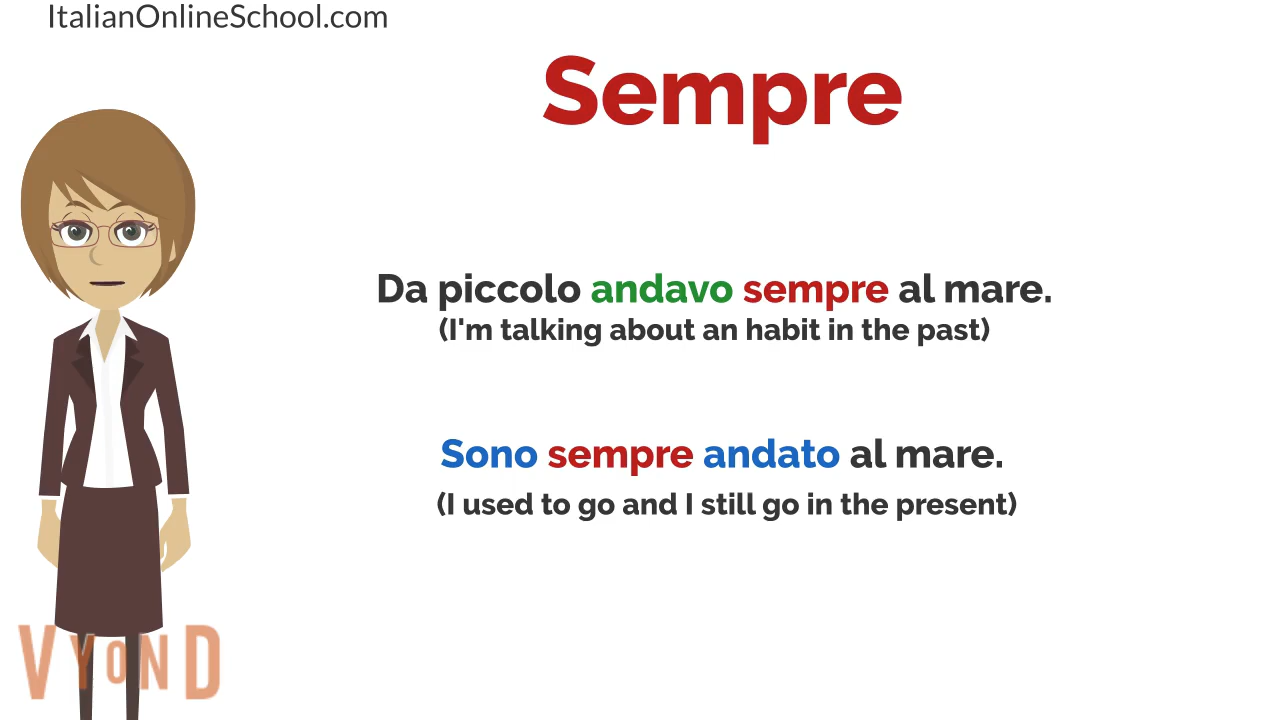 ItalianOnlineSchool.com
Sempre
Da piccolo andavo sempre al mare.
(I'm talking about an habit in the past)
Sono sempre andato al mare.
(I used to go and I still go in the present)
VYOND